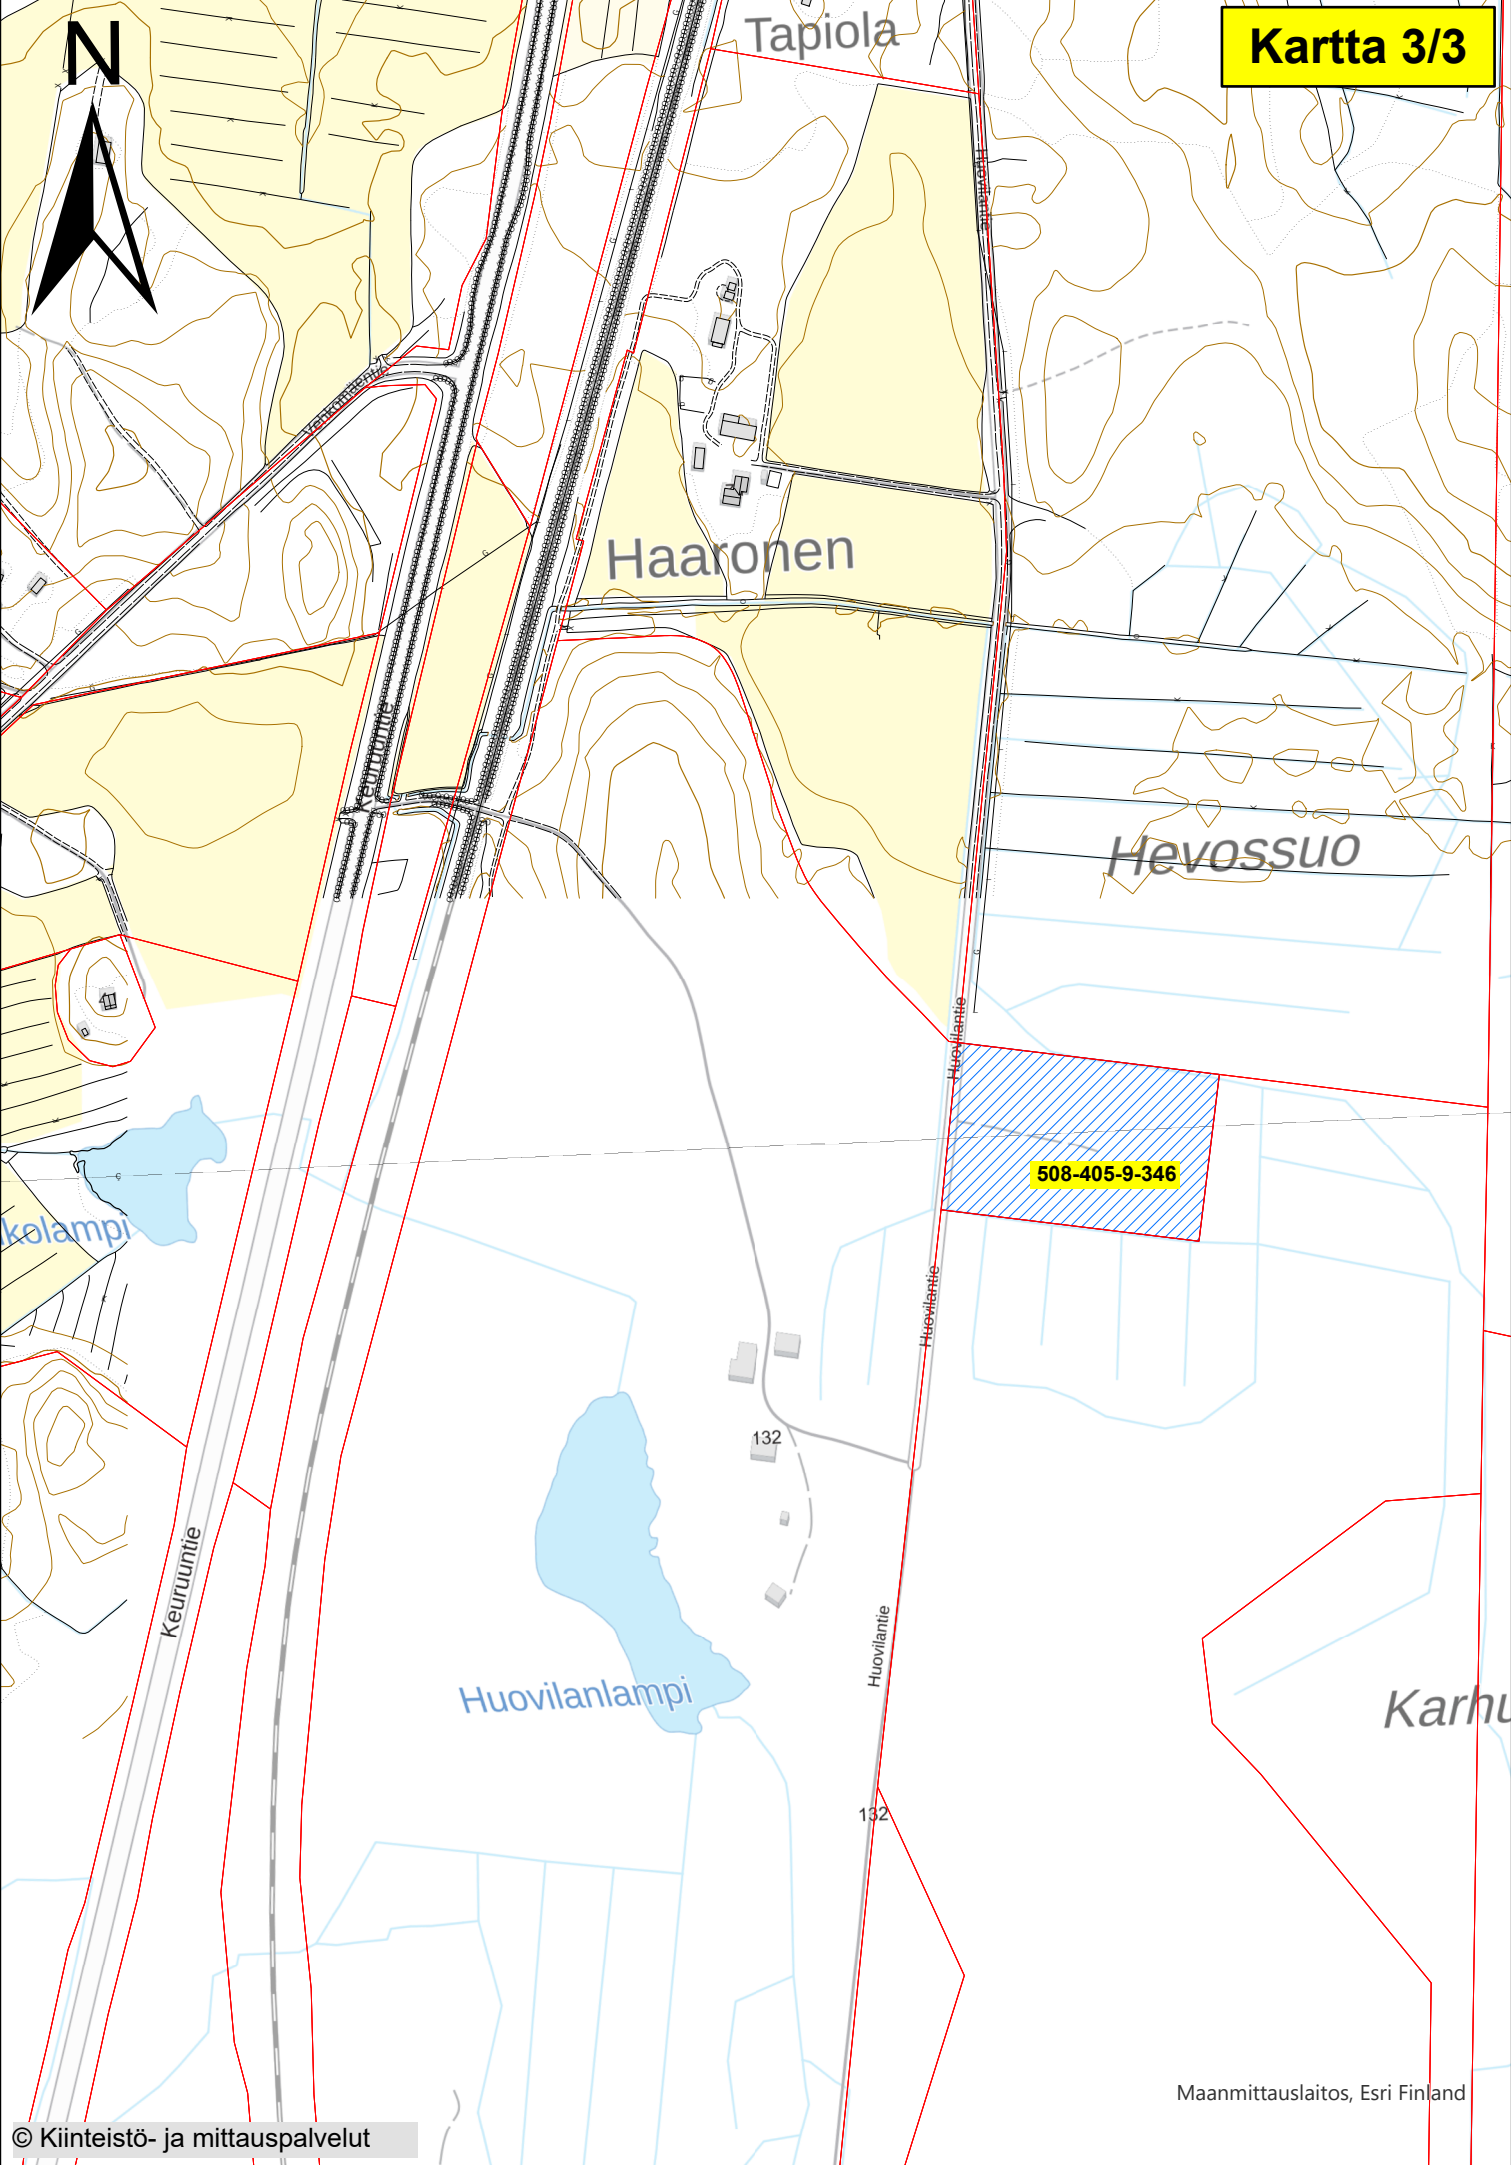 N
Tapiola
Kartta 3/3
Huovilantie
Haaronen
Keuruuntie
Hevossuo
Huovilantie
508-405-9-346
kolampi
Huovilantie
132
Keuruuntie
Huovilantie
Huovilanlampi
Karhu
132
Maanmittauslaitos, Esri Finland
© Kiinteistö- ja mittauspalvelut